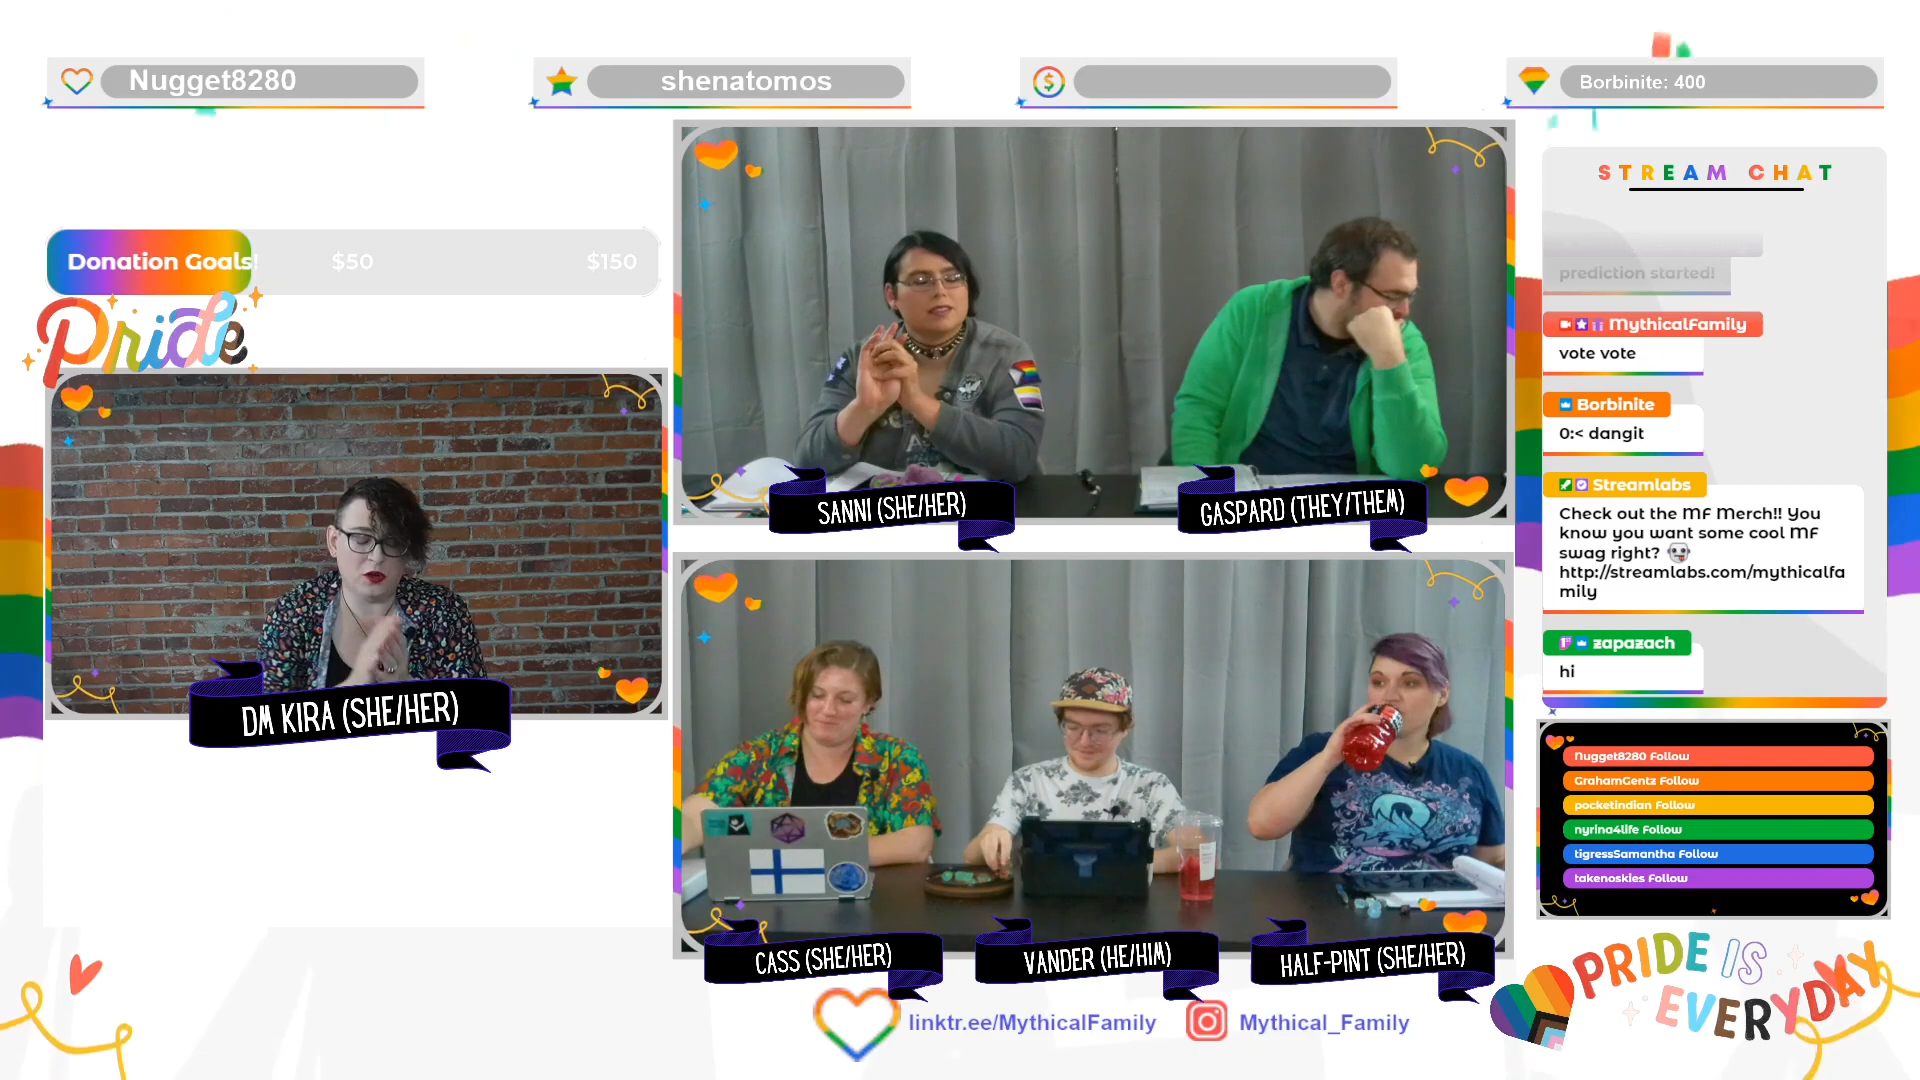 Nugget8280
shenatomos
Borbinite: 400
Donation Goals!
$50
$150
Pride
DM KIRA (SHE/HER)
SANNI (SHE/HER)
GASPARD (THEY/THEM)
CASS (SHE/HER)
VANDER (HE/HIM)
HALF-PINT (SHE/HER)
linktr.ee/MythicalFamily
Mythical_Family
STREAM CHAT
prediction started!
MythicalFamily
vote vote
Borbinite
O:< dangit
Streamlabs
Check out the MF Merch!! You
know you want some cool MF
swag right?
http://streamlabs.com/mythicalfa
mily
zapazach
hi
Nugget8280 Follow
GrahamGentz Follow
pocketindian Follow
nyrina4life Follow
tigressSamantha Follow
takenoskies Follow
PRIDE IS
EVERYDAY